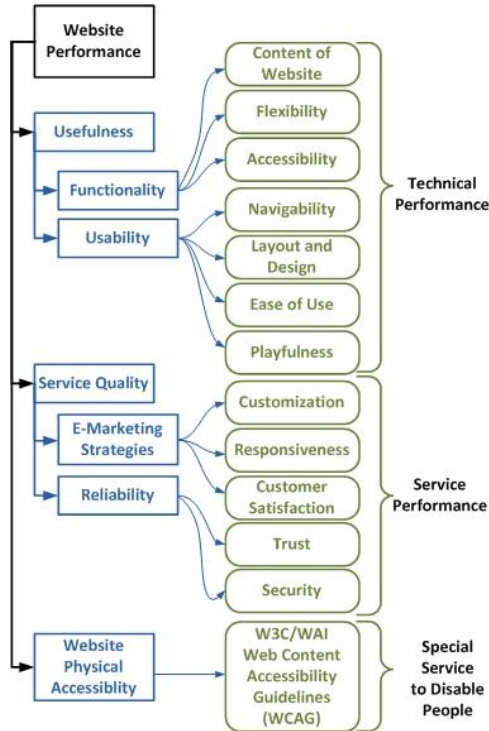 Website
Performance
Usefulness
Functionality
Usability
Content of
Website
Flexibility
Accessibility
Navigability
Layout and
Design
Ease of Use
Playfulness
Technical
Performance
Service Quality
E-Marketing
Strategies
Reliability
Customization
Responsiveness
Customer
Satisfaction
Trust
Security
Service
Performance
Website
Physical
Accessiblity
W3C/WAI
Web Content
Accessibility
Guidelines
(WCAG)
Special
Service
to Disable
People